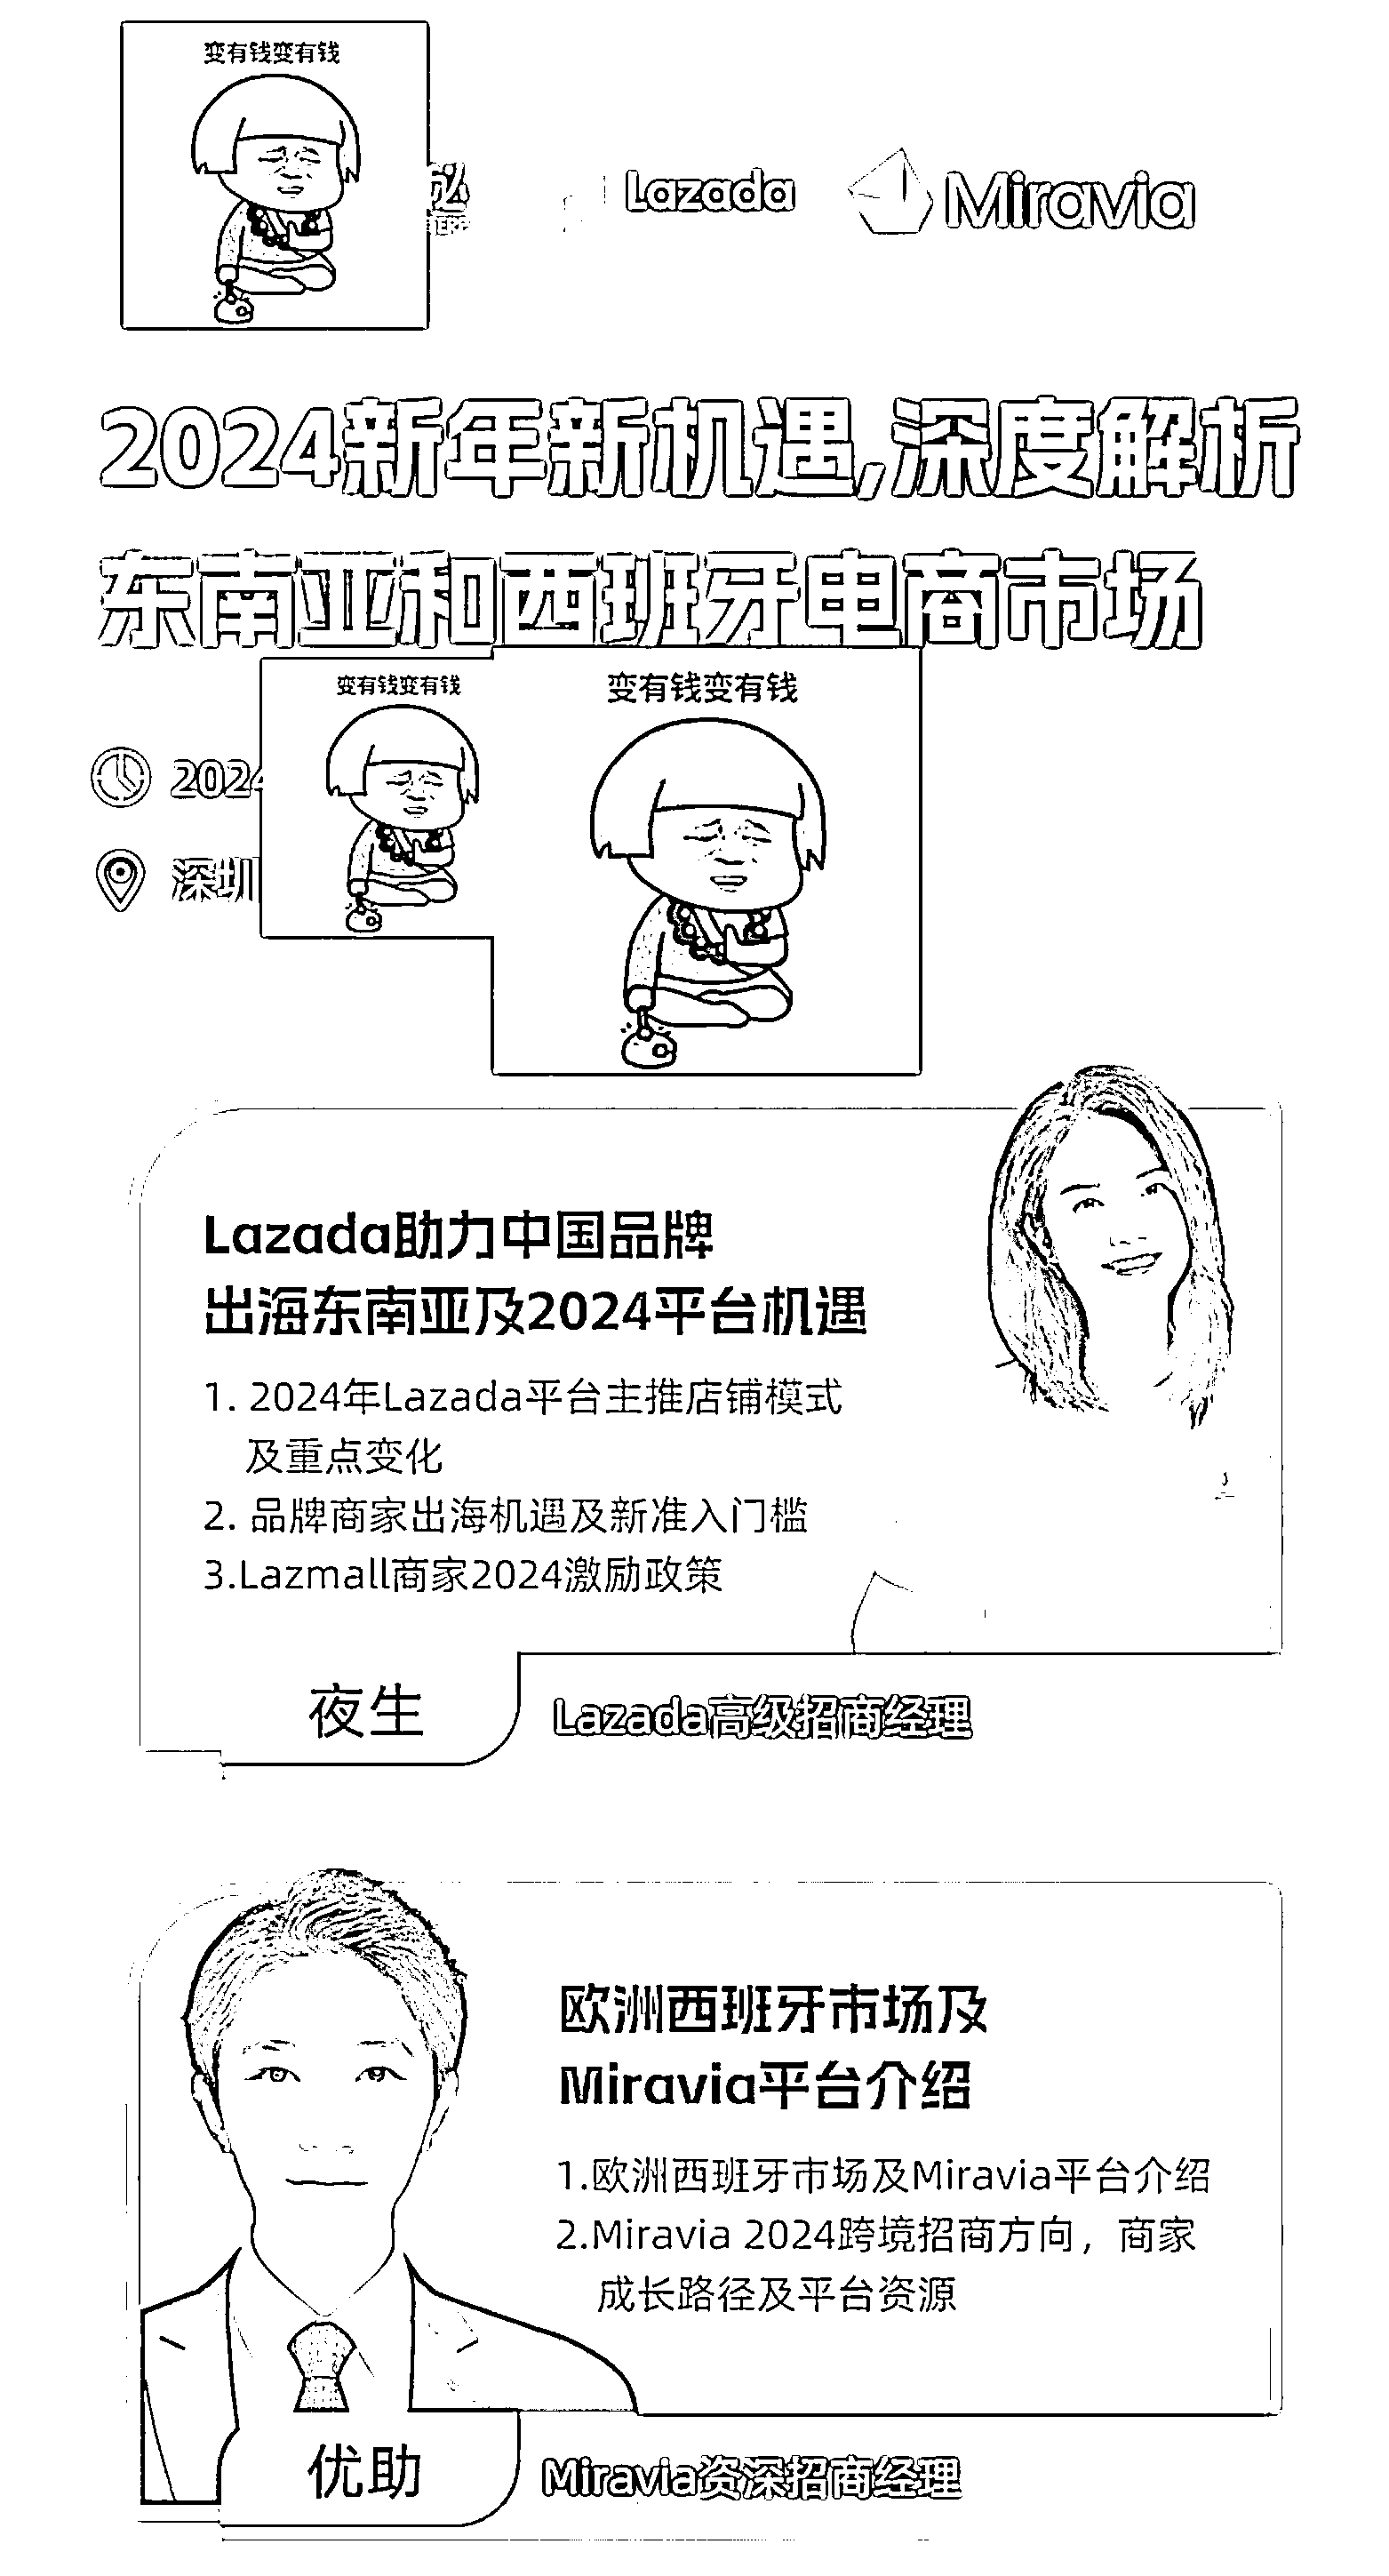 变有钱变有钱
Lazada
Miravia
2024新年新机遇,深度解析
东南亚和西班牙电商市场
变有钱变有钱
变有钱变有钱
2024
深圳
Lazada助力中国品牌
出海东南亚及2024平台机遇
1. 2024年Lazada平台主推店铺模式
及重点变化
2. 品牌商家出海机遇及新准入门槛
3.Lazmall商家2024激励政策
夜生
Lazada高级招商经理
欧洲西班牙市场及
Miravia平台介绍
1.欧洲西班牙市场及Miravia平台介绍
2.Miravia 2024跨境招商方向，商家
成长路径及平台资源
优助
Miravia资深招商经理